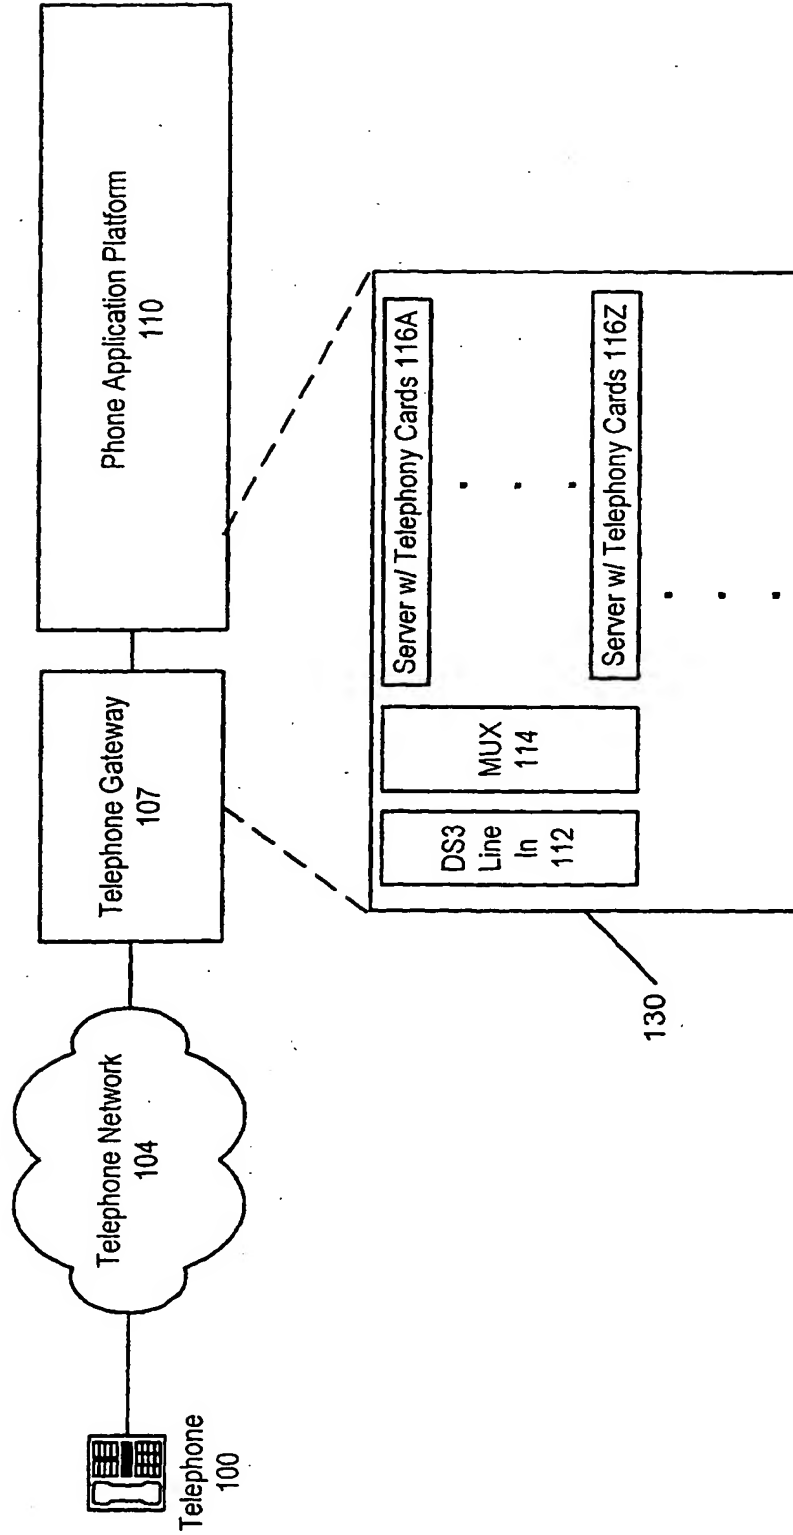 Telephone
100
Telephone Network
104
Telephone Gateway
107
Phone Application Platform
110
130
DS3
Line
In
112
MUX
114
Server w/ Telephony Cards 116A
Server w/ Telephony Cards 116Z